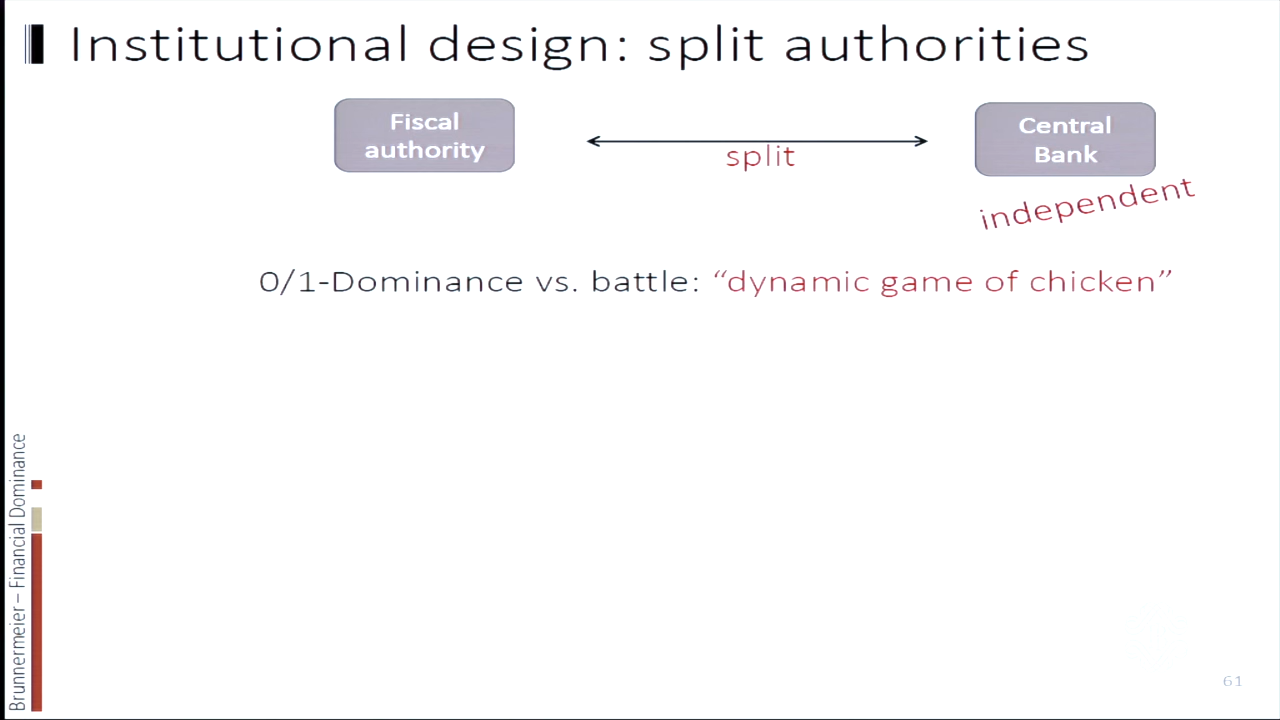 Institutional design: split authorities
Fiscal
authority
split
Central
Bank
independent
0/1-Dominance vs. battle: “dynamic game of chicken”
Brunnermeier – Financial Dominance
61